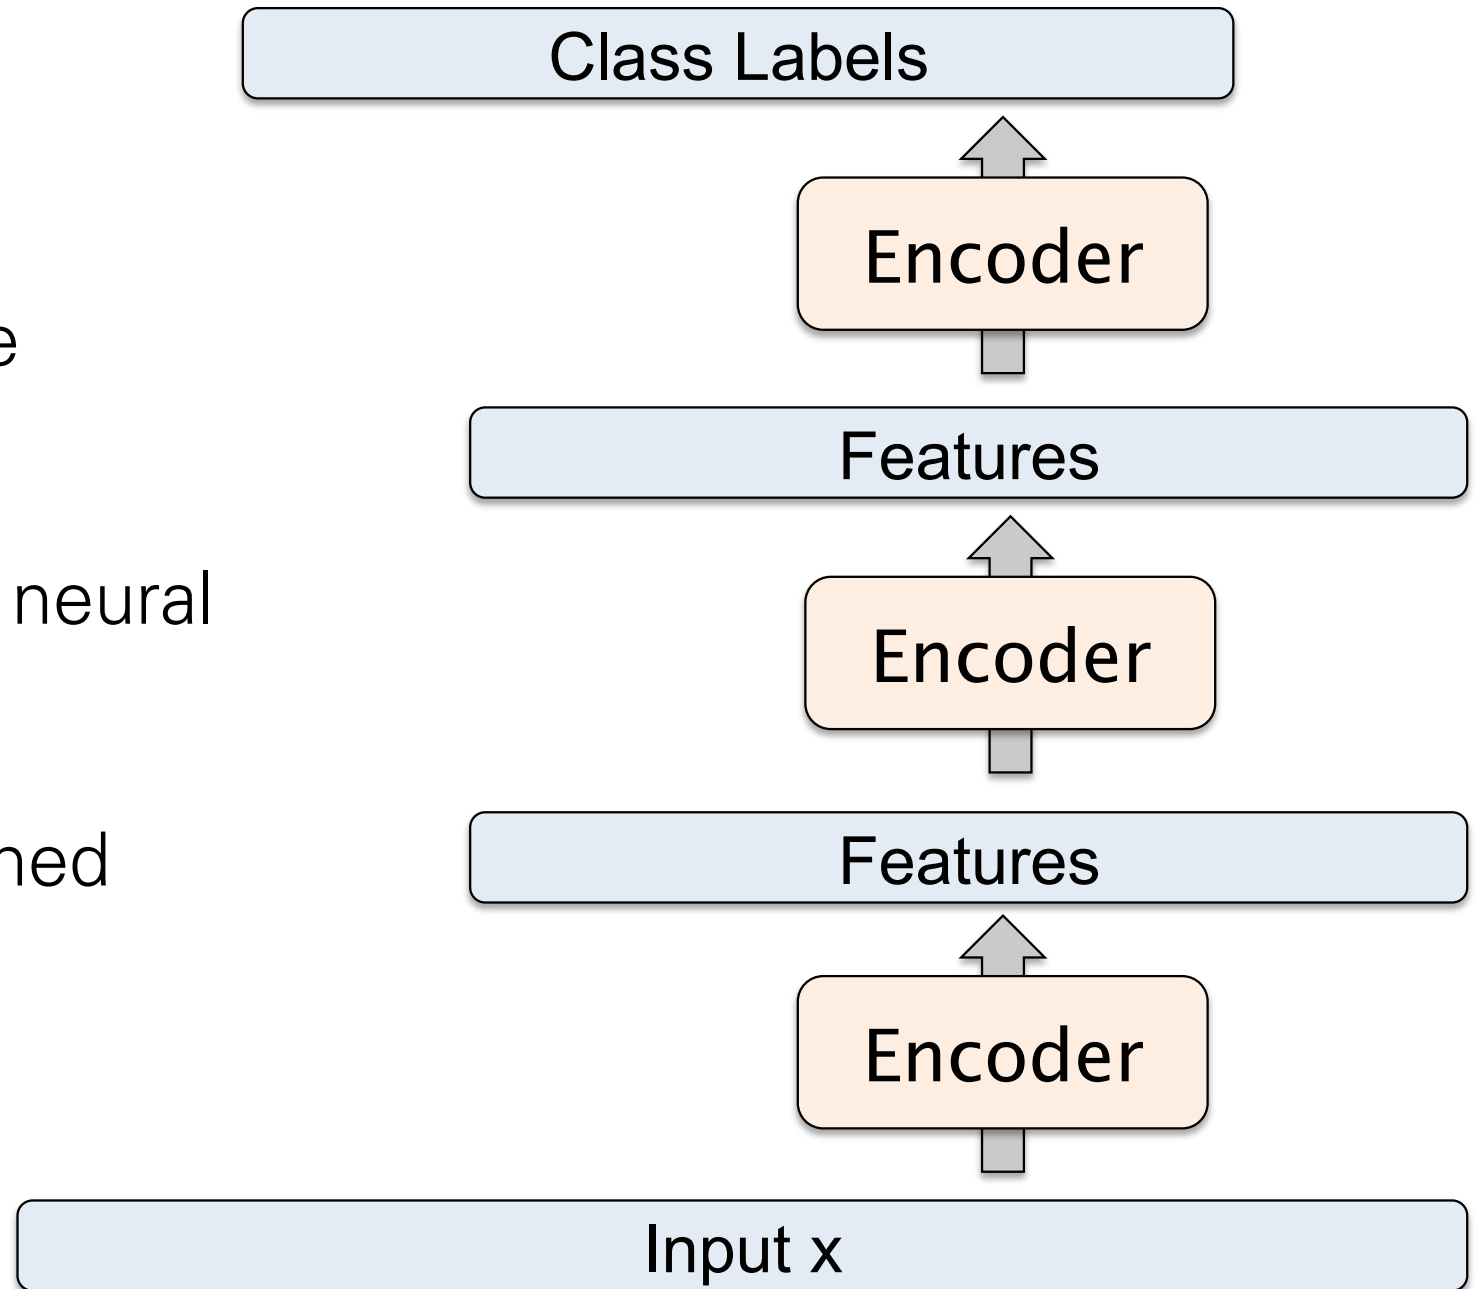 Class Labels
Encoder
e
Features
neural
Encoder
ned
Features
Encoder
Input x